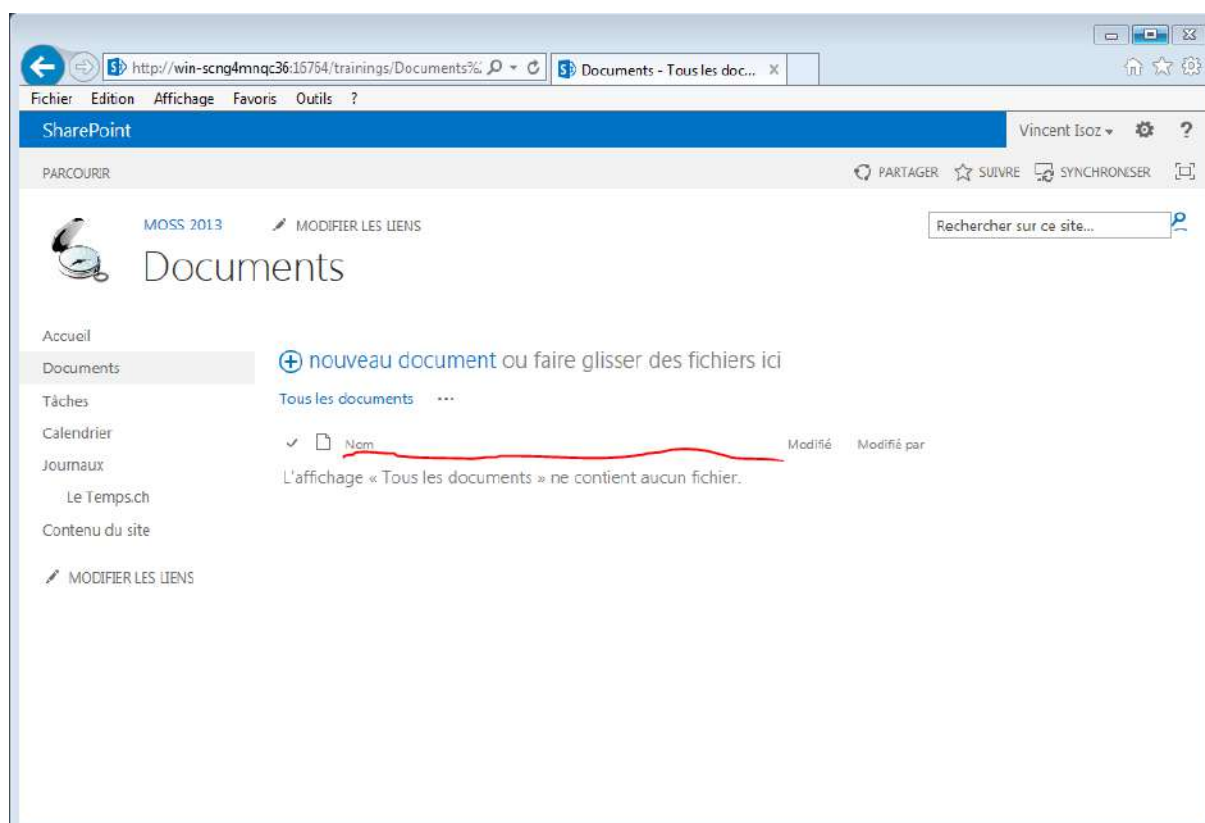 http://win-scng4mnqc36:16764/trainings/Documents%
Documents - Tous les doc...
Fichier Edition Affichage Favoris Outils ?
SharePoint
Vincent Isoz ?
PARCOURIR
PARTAGER SUIVRE SYNCHRONISER
MOSS 2013 MODIFIER LES LIENS
Rechercher sur ce site...
Documents
Accueil
Documents
Tâches
Calendrier
Journaux
Le Temps.ch
Contenu du site
MODIFIER LES LIENS
nouveau document ou faire glisser des fichiers ici
Tous les documents ...
Nom Modifié Modifié par
L'affichage « Tous les documents » ne contient aucun fichier.